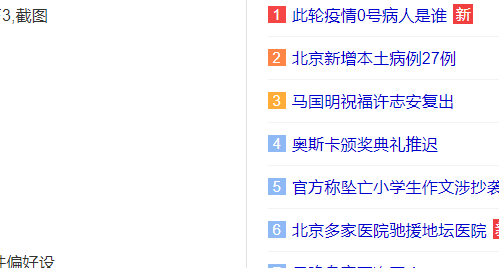 3,截图
1 此轮疫情0号病人是谁 新
2 北京新增本土病例27例
3 马国明祝福许志安复出
4 奥斯卡颁奖典礼推迟
5 官方称坠亡小学生作文涉抄袭
6 北京多家医院驰援地坛医院
件偏好设